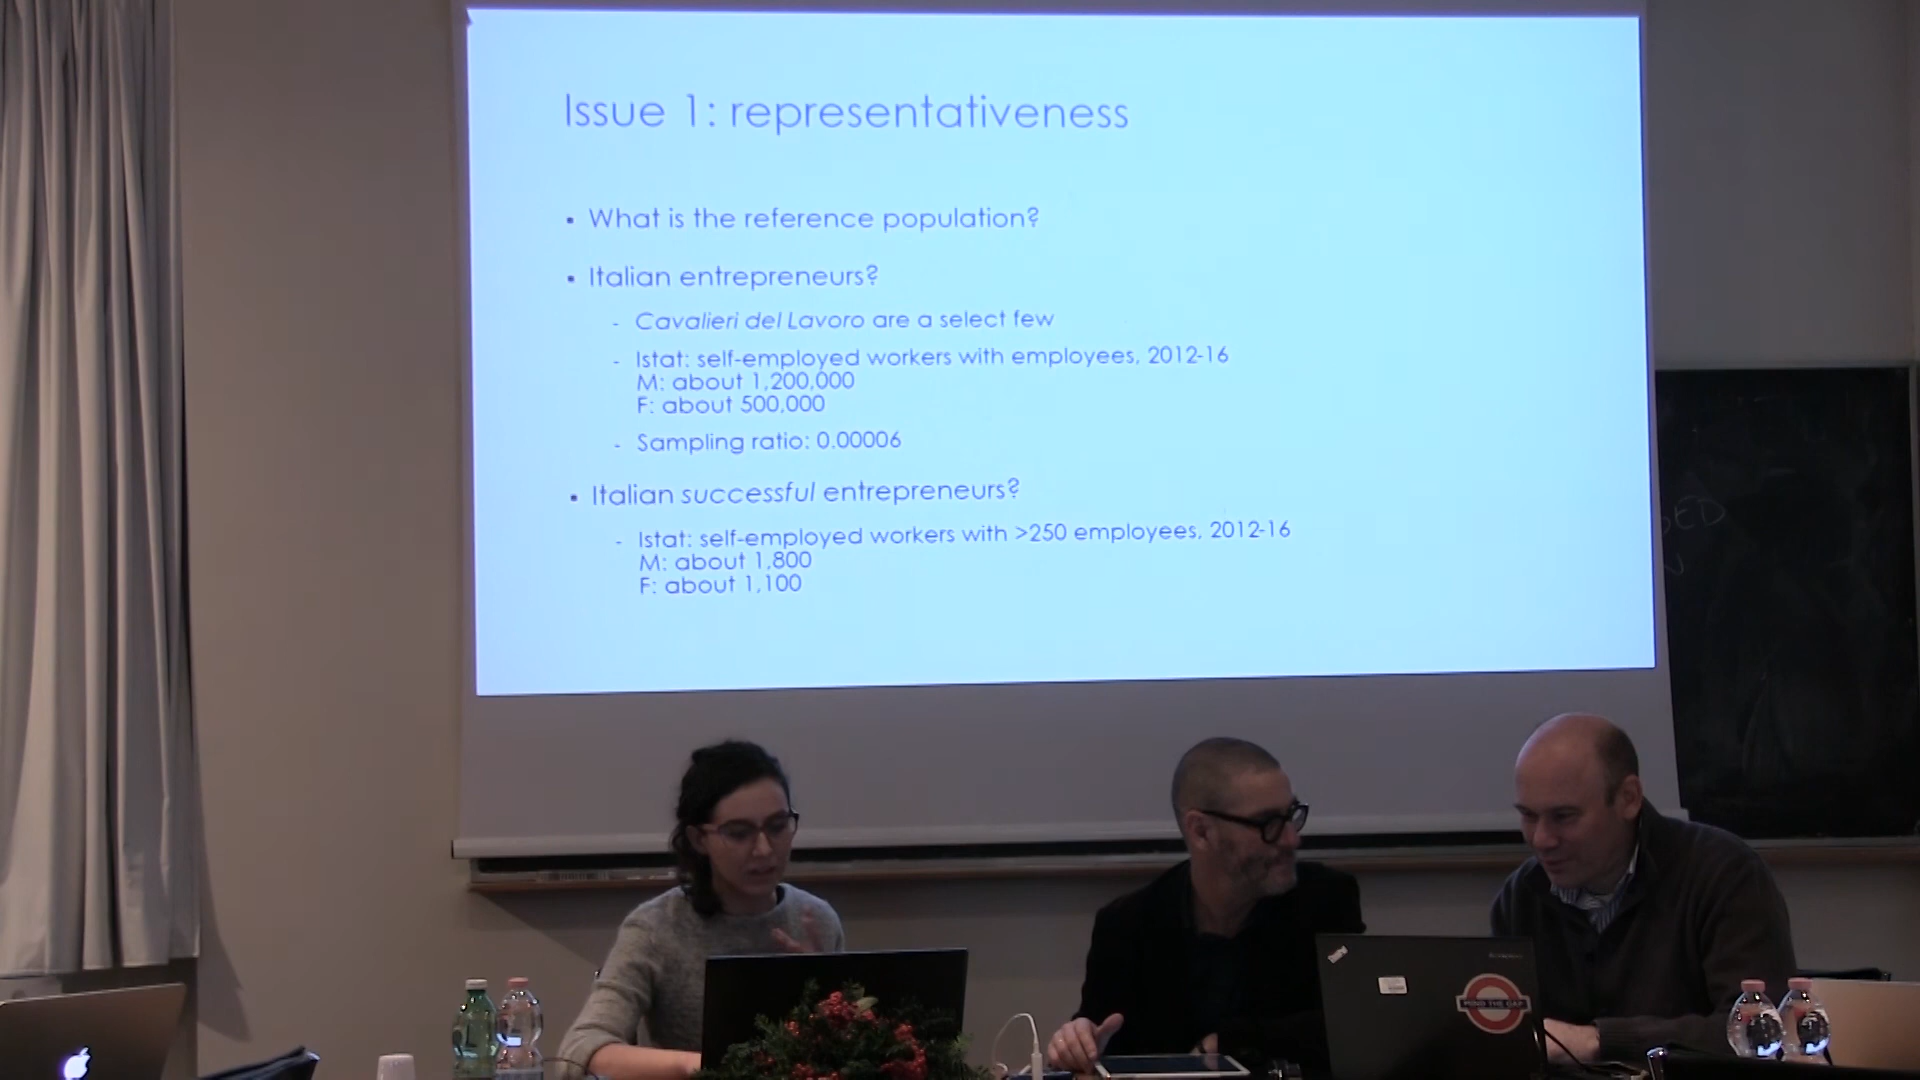 Issue 1: representativeness
▪ What is the reference population?
▪ Italian entrepreneurs?
- Cavalieri del Lavoro are a select few
- Istat: self-employed workers with employees, 2012-16
M: about 1,200,000
F: about 500,000
- Sampling ratio: 0.00006
▪ Italian successful entrepreneurs?
- Istat: self-employed workers with >250 employees, 2012-16
M: about 1,800
F: about 1,100
MIND THE GAP